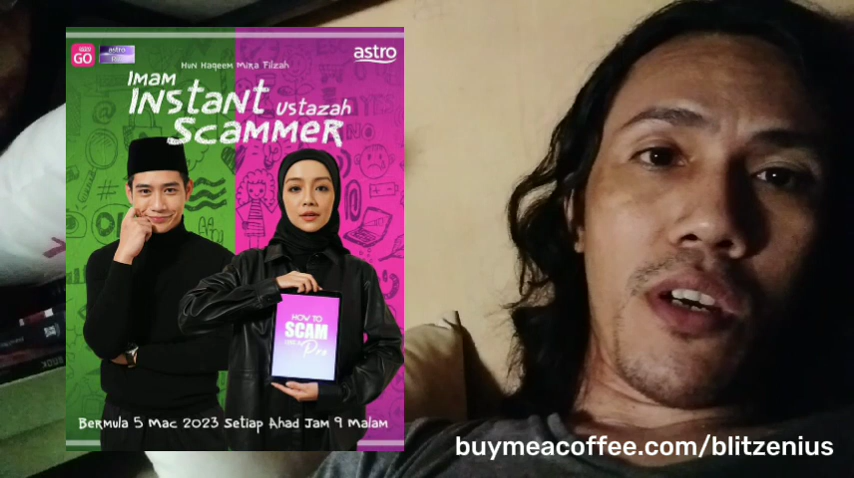 astro
GO
astro
astro
Hun Haqeem Mira Filzah
Imam
Instant Ustazah
Scammer
HOW TO
SCAM
LIKE A
Pro
Bermula 5 Mac 2023 Setiap Ahad Jam 9 Malam
buymeacoffee.com/blitzenius